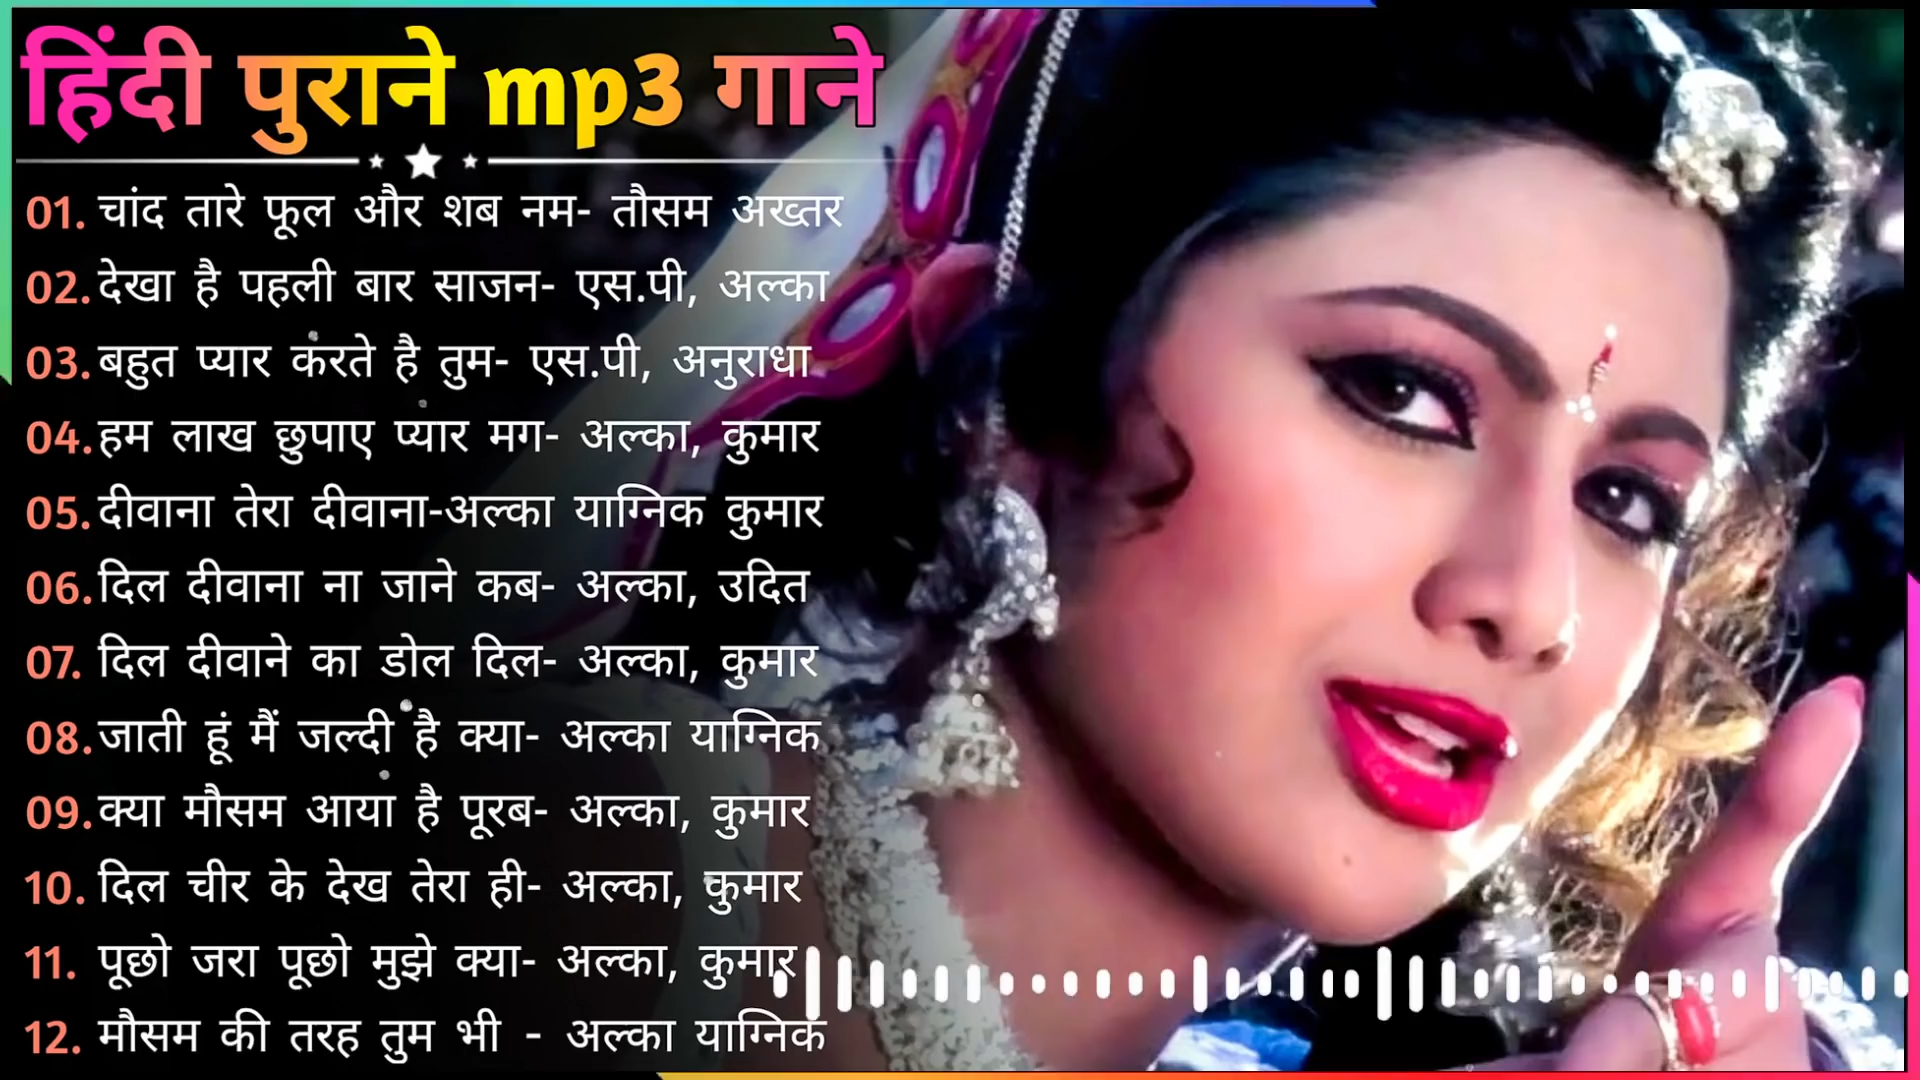 हिंदी पुराने mp3 गाने
01. चांद तारे फूल और शब नम- तौसम अख्तर
02. देखा है पहली बार साजन- एस.पी, अल्का
03. बहुत प्यार करते है तुम- एस.पी, अनुराधा
04. हम लाख छुपाए प्यार मग- अल्का, कुमार
05. दीवाना तेरा दीवाना-अल्का याग्निक कुमार
06. दिल दीवाना ना जाने कब- अल्का, उदित
07. दिल दीवाने का डोल दिल- अल्का, कुमार
08. जाती हूं मैं जल्दी है क्या- अल्का याग्निक
09. क्या मौसम आया है पूरब- अल्का, कुमार
10. दिल चीर के देख तेरा ही- अल्का, कुमार
11. पूछो जरा पूछो मुझे क्या- अल्का, कुमार
12. मौसम की तरह तुम भी - अल्का याग्निक